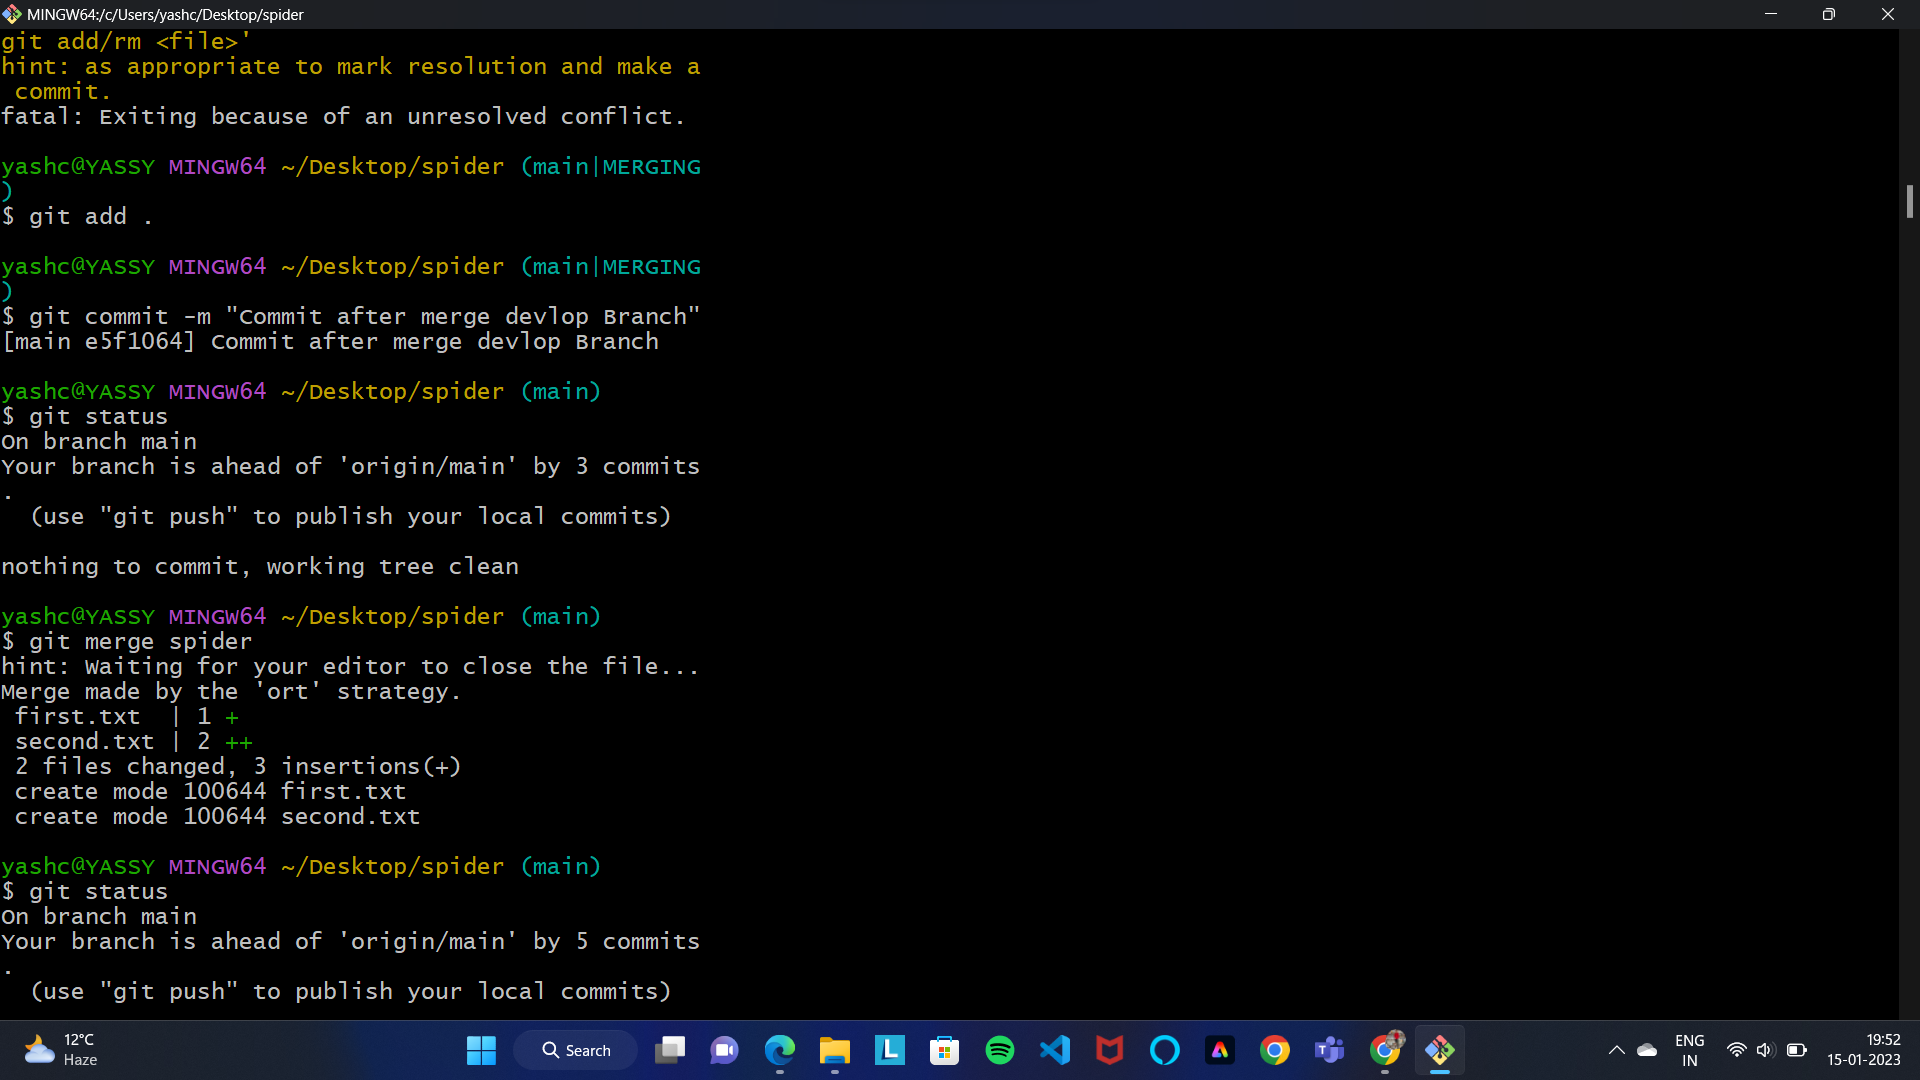 MINGW64:/c/Users/yashc/Desktop/spider
git add/rm <file>'
hint: as appropriate to mark resolution and make a
 commit.
fatal: Exiting because of an unresolved conflict.
yashc@YASSY MINGW64 ~/Desktop/spider (main|MERGING
)
$ git add .
yashc@YASSY MINGW64 ~/Desktop/spider (main|MERGING
)
$ git commit -m "Commit after merge devlop Branch"
[main e5f1064] Commit after merge devlop Branch
yashc@YASSY MINGW64 ~/Desktop/spider (main)
$ git status
On branch main
Your branch is ahead of 'origin/main' by 3 commits
.
  (use "git push" to publish your local commits)
nothing to commit, working tree clean
yashc@YASSY MINGW64 ~/Desktop/spider (main)
$ git merge spider
hint: Waiting for your editor to close the file...
Merge made by the 'ort' strategy.
 first.txt  | 1 +
 second.txt | 2 ++
 2 files changed, 3 insertions(+)
 create mode 100644 first.txt
 create mode 100644 second.txt
yashc@YASSY MINGW64 ~/Desktop/spider (main)
$ git status
On branch main
Your branch is ahead of 'origin/main' by 5 commits
.
  (use "git push" to publish your local commits)
12°C
Haze
Search
L
T
ENG
IN
19:52
15-01-2023